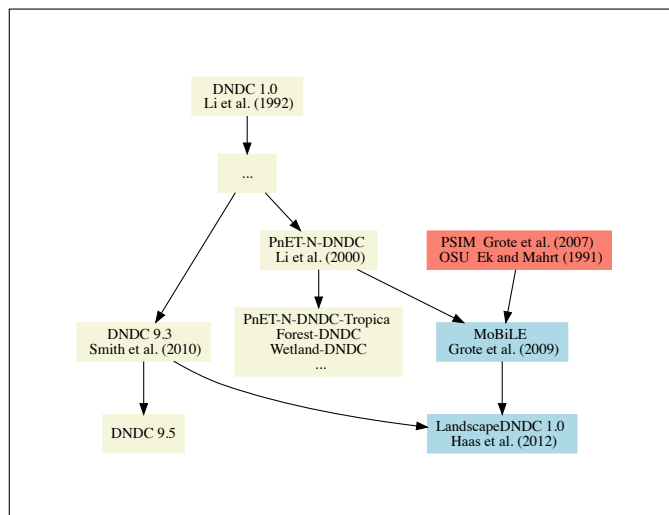 DNDC 1.0
Li et al. (1992)
...
PnET-N-DNDC
Li et al. (2000)
PSIM Grote et al. (2007)
OSU Ek and Mahrt (1991)
DNDC 9.3
Smith et al. (2010)
PnET-N-DNDC-Tropica
Forest-DNDC
Wetland-DNDC
...
MoBiLE
Grote et al. (2009)
DNDC 9.5
LandscapeDNDC 1.0
Haas et al. (2012)